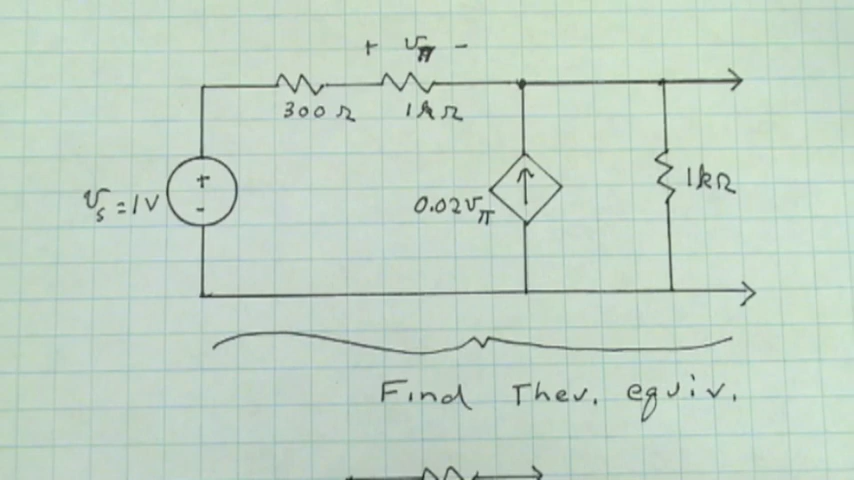 + vπ -
300 Ω 1kΩ
+
-
vs = 1V
0.02vπ
1kΩ
Find Thev. equiv.